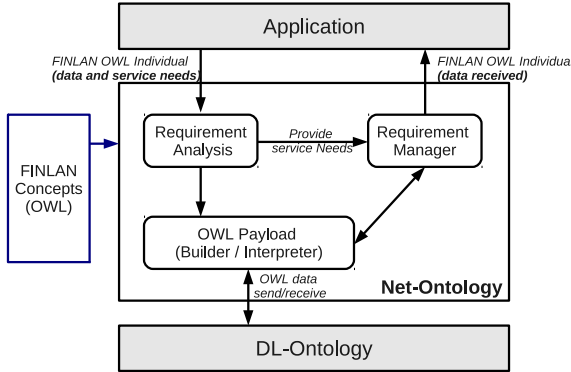 Application
FINLAN OWL Individual
(data and service needs)
FINLAN OWL Individua
(data received)
Requirement
Analysis
Provide
service Needs
Requirement
Manager
FINLAN
Concepts
(OWL)
OWL Payload
(Builder / Interpreter)
OWL data
send/receive
Net-Ontology
DL-Ontology